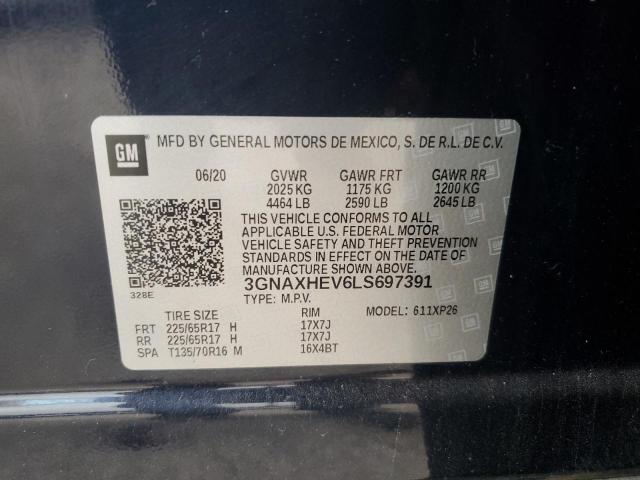 GM
MFD BY GENERAL MOTORS DE MEXICO, S. DE R.L. DE C.V.
06/20 GVWR GAWR FRT GAWR RR
2025 KG 1175 KG 1200 KG
4464 LB 2590 LB 2645 LB
THIS VEHICLE CONFORMS TO ALL
APPLICABLE U.S. FEDERAL MOTOR
VEHICLE SAFETY AND THEFT PREVENTION
STANDARDS IN EFFECT ON THE DATE OF
MANUFACTURE SHOWN ABOVE.
328E
3GNAXHEV6LS697391
TYPE: M.P.V. MODEL: 611XP26
TIRE SIZE RIM
FRT 225/65R17 H 17X7J
RR 225/65R17 H 17X7J
SPA T135/70R16 M 16X4BT